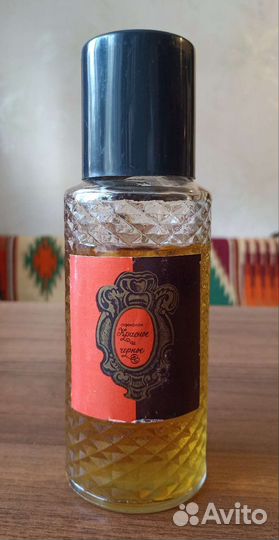 одеколон
Красное
и
черное
Avito